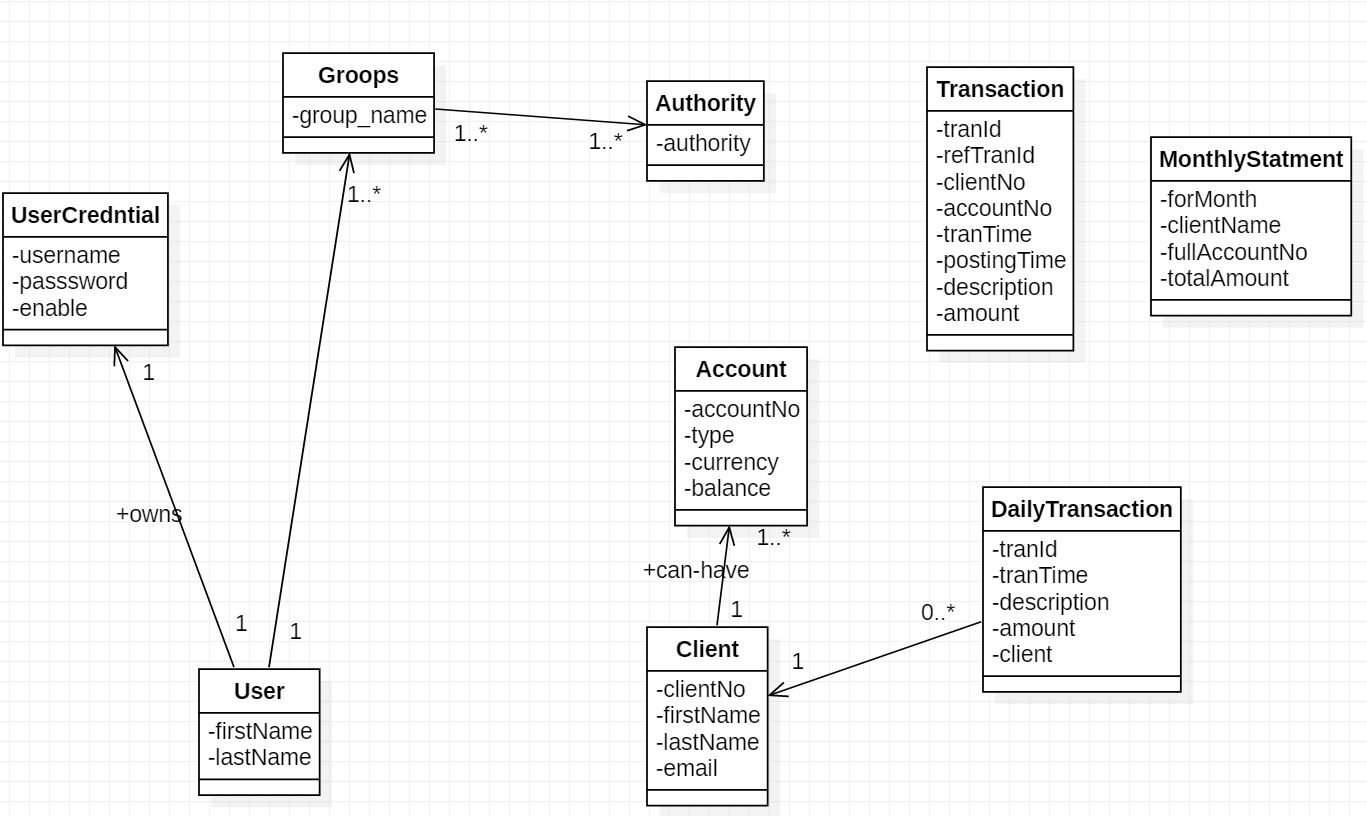 Groops
-group_name
1..*
1..*
Authority
-authority
Transaction
-tranId
-refTranId
-clientNo
-accountNo
-tranTime
-postingTime
-description
-amount
MonthlyStatment
-forMonth
-clientName
-fullAccountNo
-totalAmount
UserCredntial
-username
-passsword
-enable
1..*
1
+owns
1
1
User
-firstName
-lastName
Account
-accountNo
-type
-currency
-balance
1..*
+can-have
1
Client
-clientNo
-firstName
-lastName
-email
1
0..*
DailyTransaction
-tranId
-tranTime
-description
-amount
-client